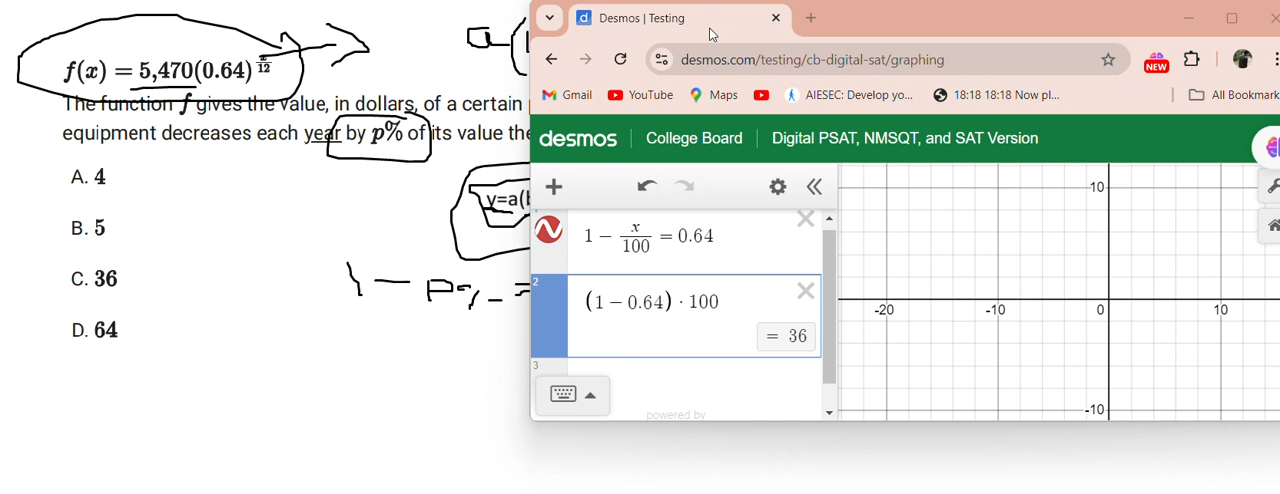 f(x) = 5,470(0.64)^{x/12}
The function f gives the value, in dollars, of a certain
equipment decreases each year by p% of its value the
A. 4
B. 5
C. 36
D. 64
a(
y=a(b
1 - P% =
Desmos | Testing
desmos.com/testing/cb-digital-sat/graphing
NEW
Gmail
YouTube
Maps
AIESEC: Develop yo...
18:18 18:18 Now pl...
All Bookmark
desmos
College Board
Digital PSAT, NMSQT, and SAT Version
1 - x/100 = 0.64
2
(1 - 0.64) · 100
= 36
3
powered by
10
-20
-10
0
10
-10